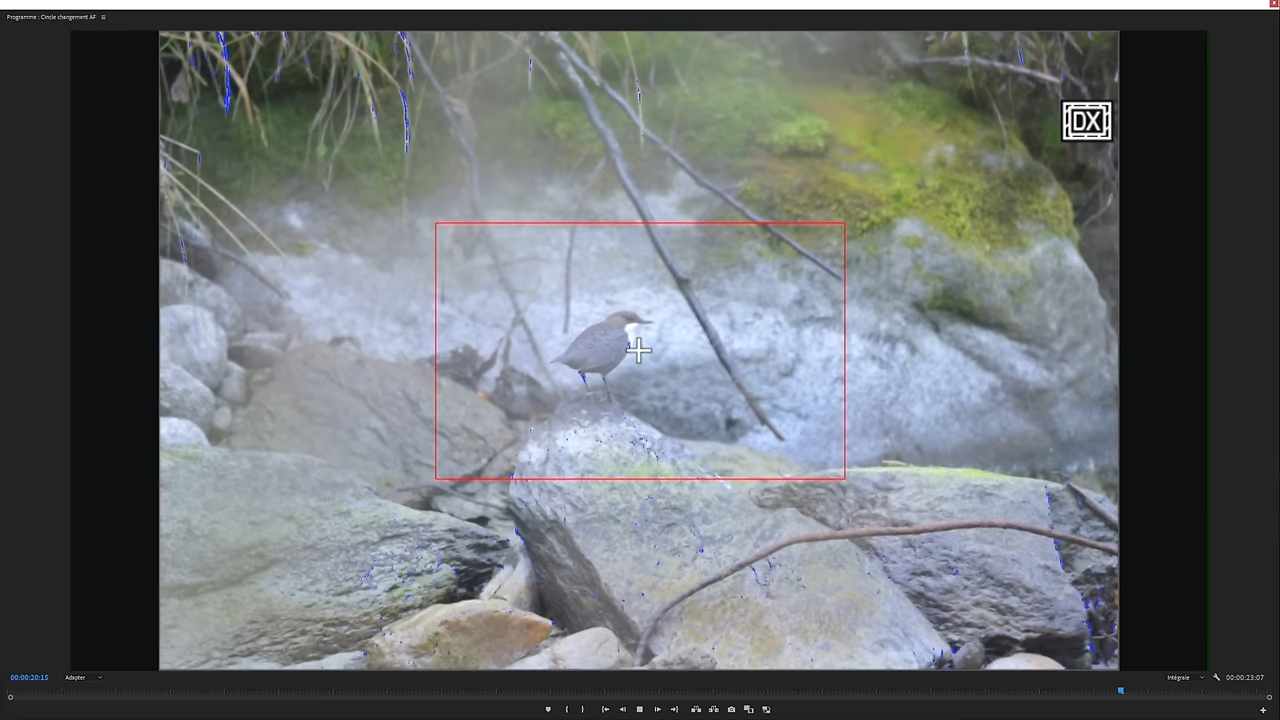 Programme : Cincle changement AF
DX
00:00:20:15
Adapter
Intégrale
00:00:23:07